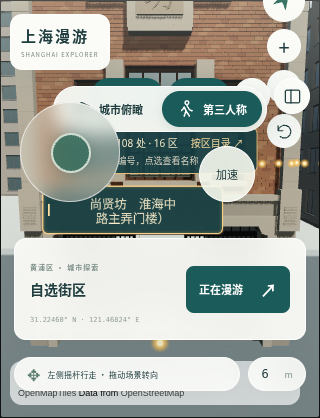 上海漫游
SHANGHAI EXPLORER
城市俯瞰
第三人称
108 处 · 16 区 按区目录 ↗
编号，点选查看名称
加速
尚贤坊 淮海中
路主弄门楼）
黄浦区 · 城市探索
自选街区
正在漫游 ↗
31.22460° N · 121.46824° E
左侧摇杆行走 · 拖动场景转向
6 m
OpenMapTiles Data from OpenStreetMap